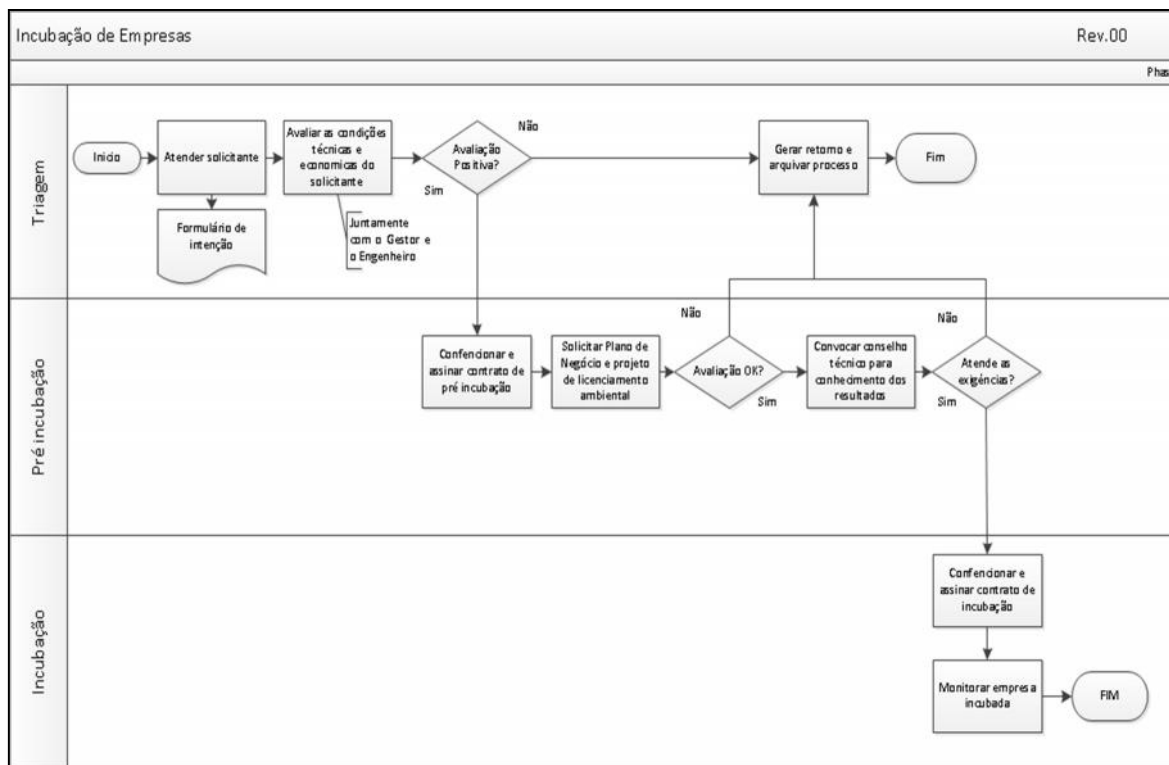 Incubação de Empresas
Rev.00
Phas
Triagem
Inicio
Atender solicitante
Formulário de
intenção
Avaliar as condições
técnicas e
economicas do
solicitante
Juntamente
com o Gestor e
o Engenheiro
Avaliação
Positiva?
Não
Sim
Gerar retorno e
arquivar processo
Fim
Pré incubação
Confencionar e
assinar contrato de
pré incubação
Solicitar Plano de
Negócio e projeto
de licenciamento
ambiental
Não
Avaliação OK?
Sim
Convocar conselho
técnico para
conhecimento dos
resultados
Não
Atende as
exigências?
Sim
Incubação
Confencionar e
assinar contrato de
incubação
Monitorar empresa
incubada
FIM